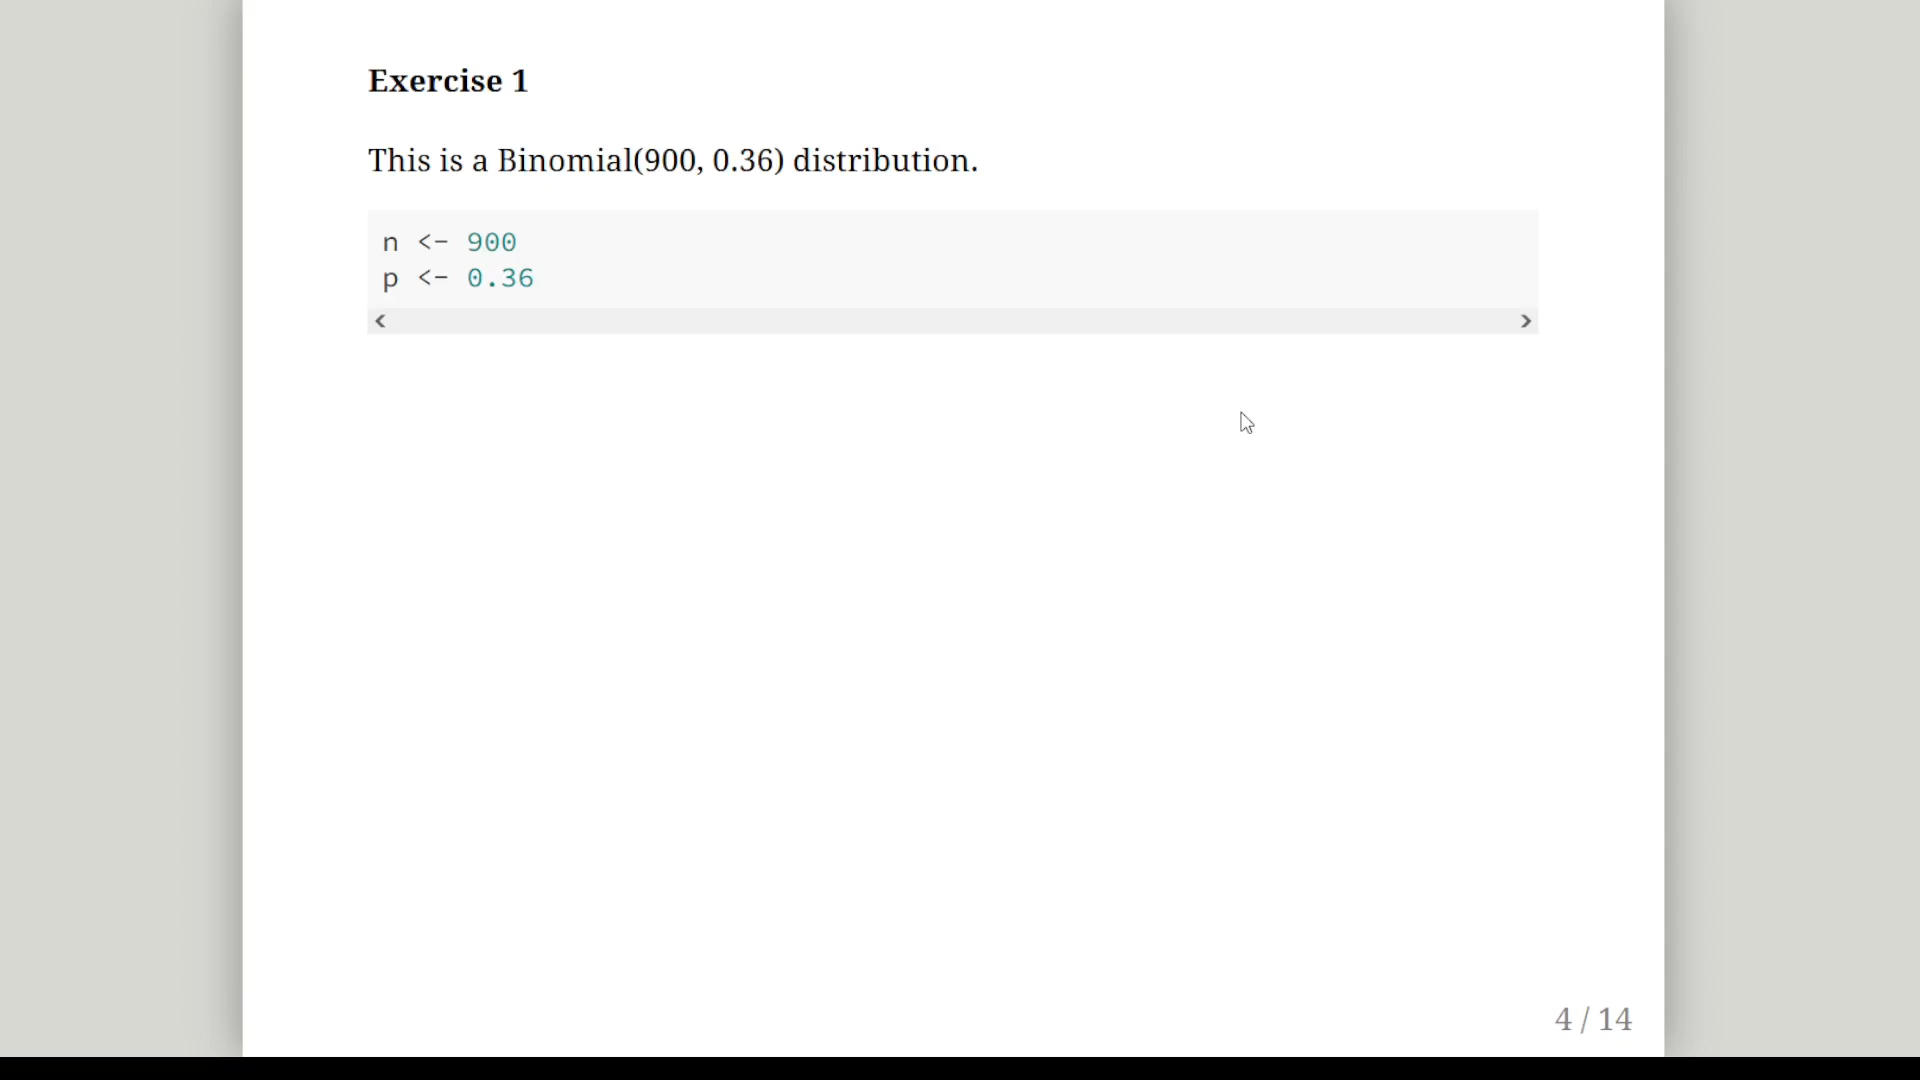 Exercise 1
This is a Binomial(900, 0.36) distribution.
n <- 900
p <- 0.36
4 / 14